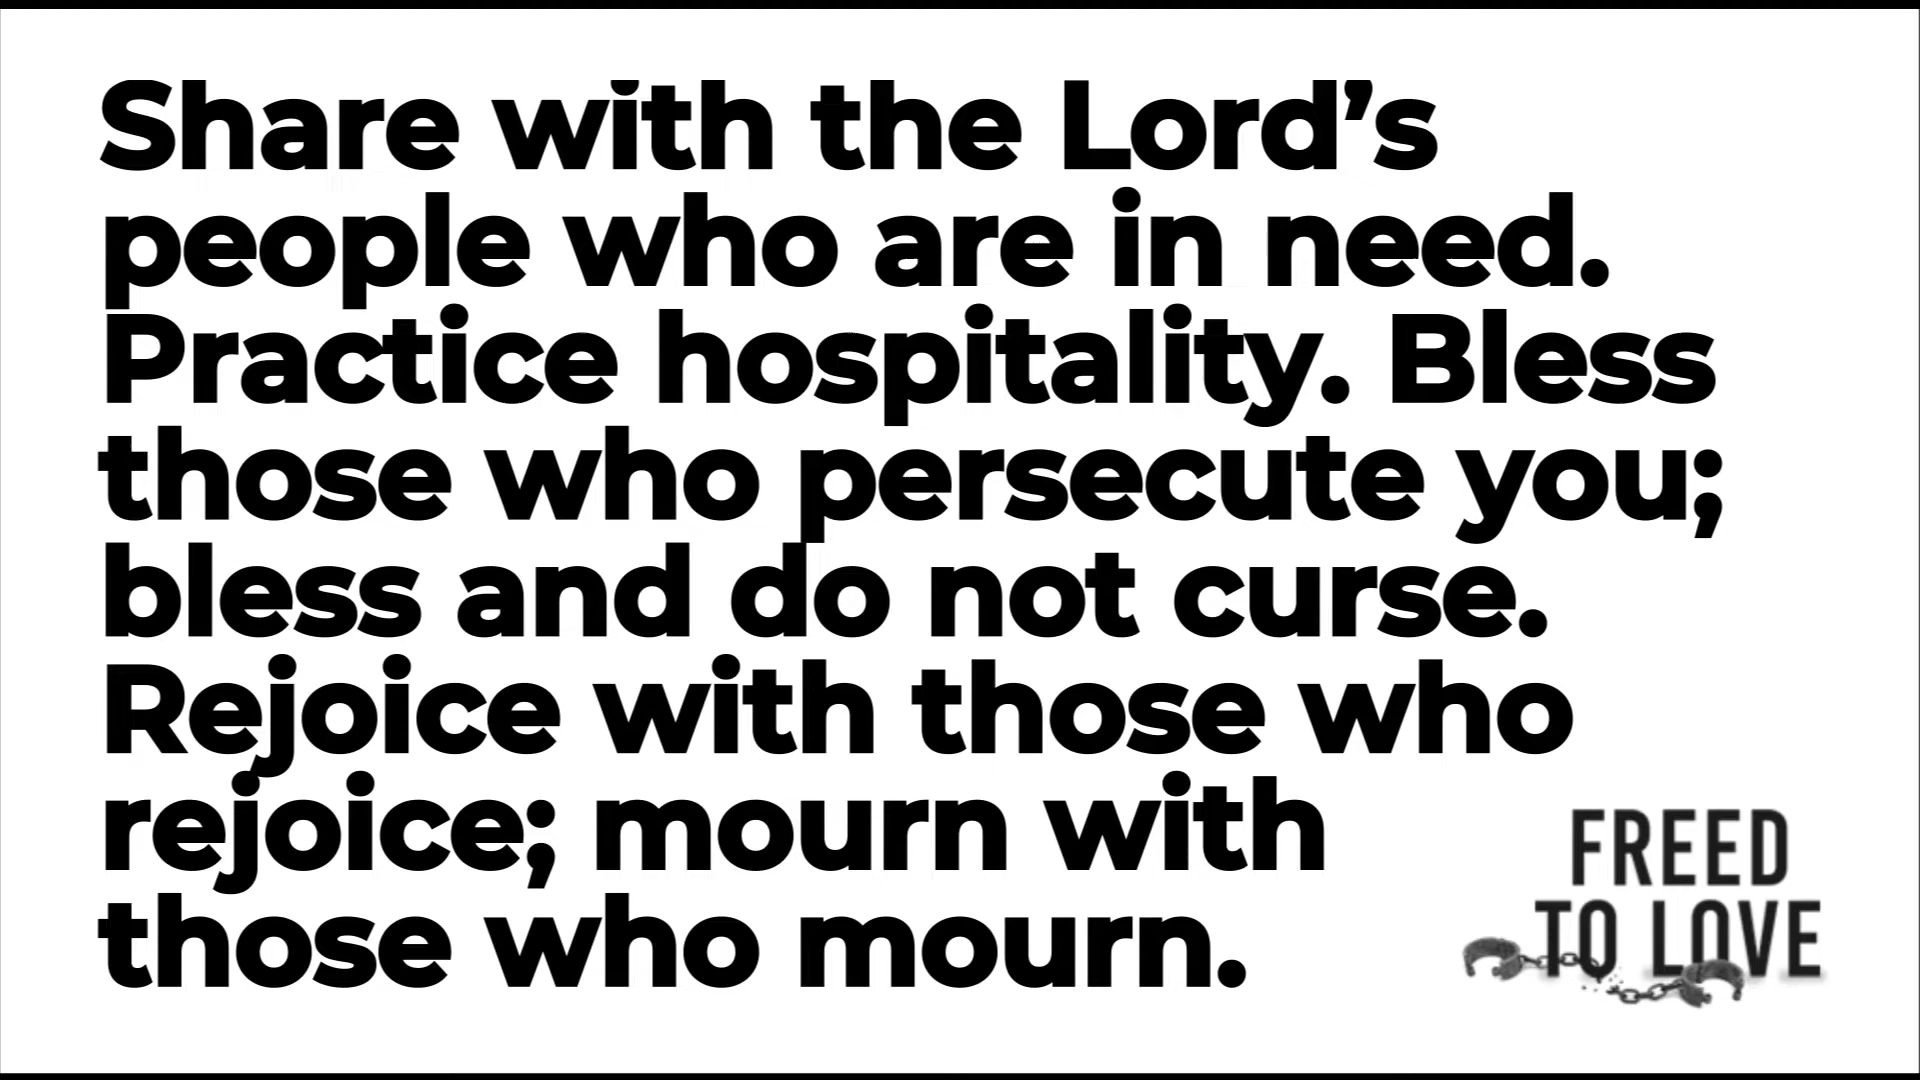 Share with the Lord’s
people who are in need.
Practice hospitality. Bless
those who persecute you;
bless and do not curse.
Rejoice with those who
rejoice; mourn with
those who mourn.
FREED
TO LOVE